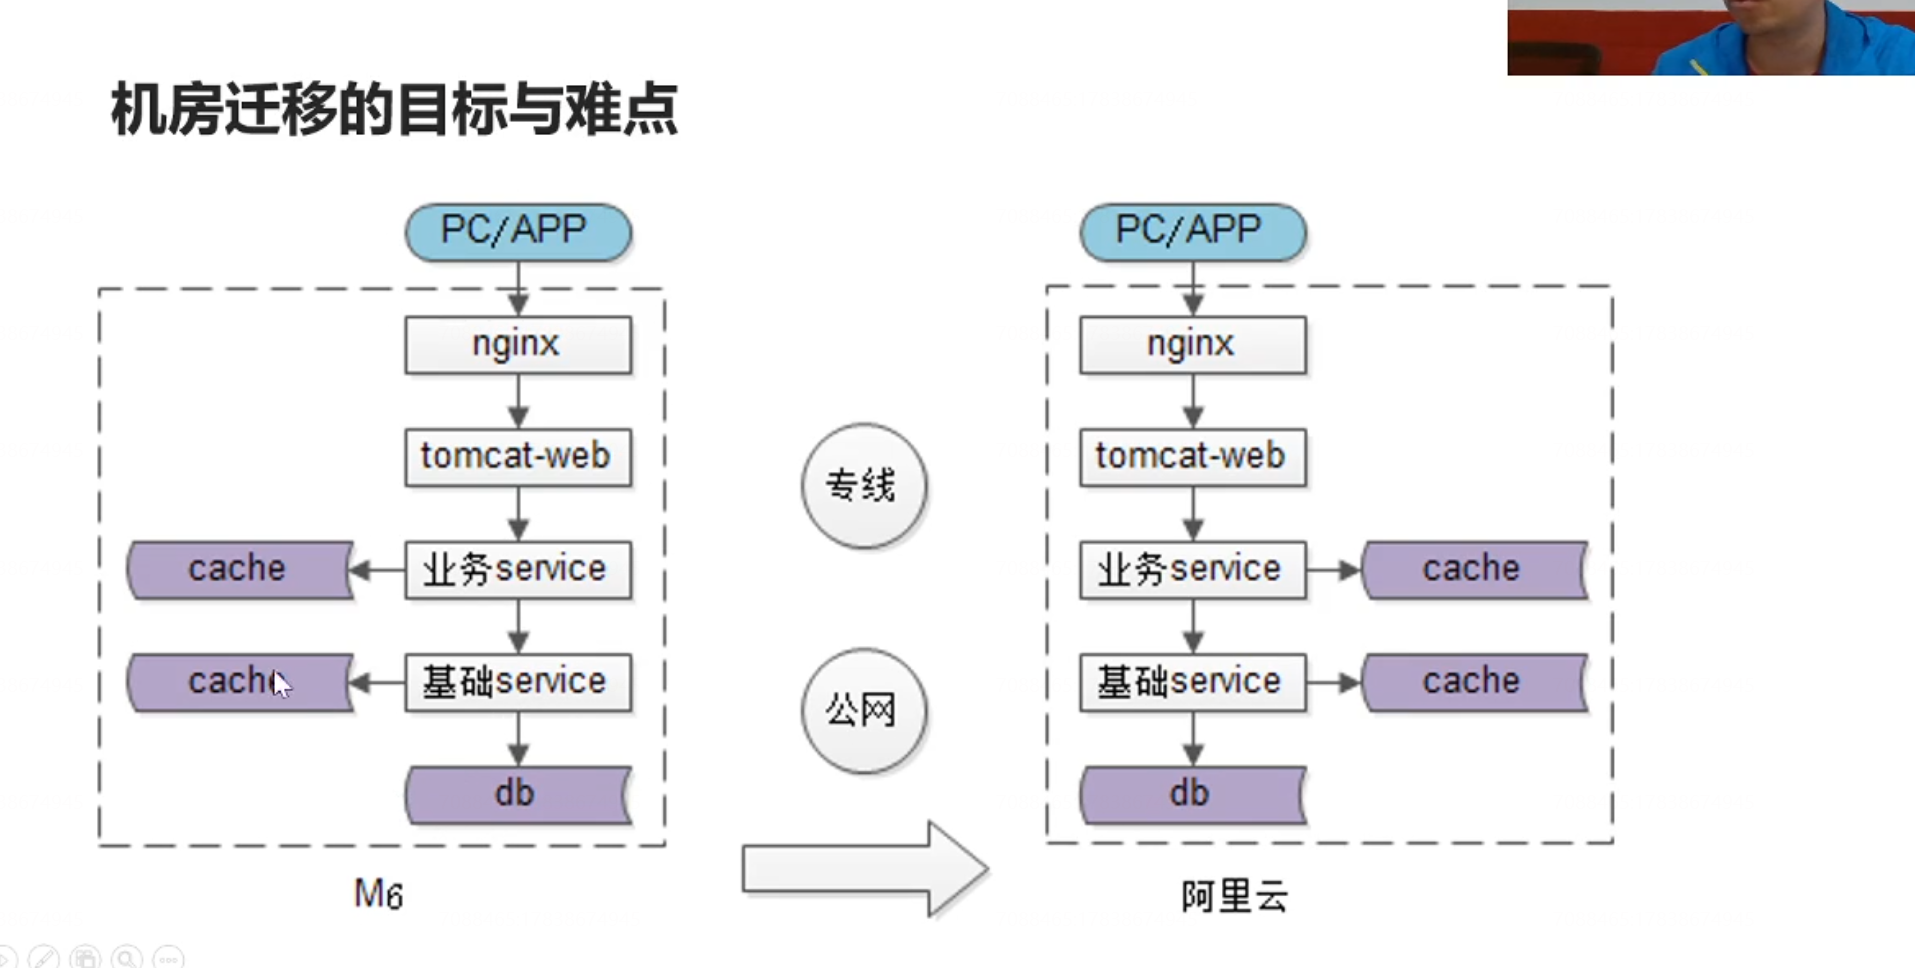 机房迁移的目标与难点
PC/APP
nginx
tomcat-web
业务service
cache
基础service
cache
db
M6
专线
公网
PC/APP
nginx
tomcat-web
业务service
cache
基础service
cache
db
阿里云